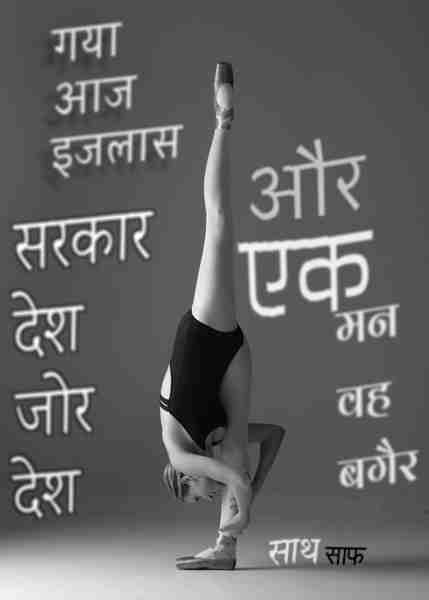 गया
आज
इजलास
सरकार
देश
जोर
देश
और
एक
मन
वह
बगैर
साथ साफ